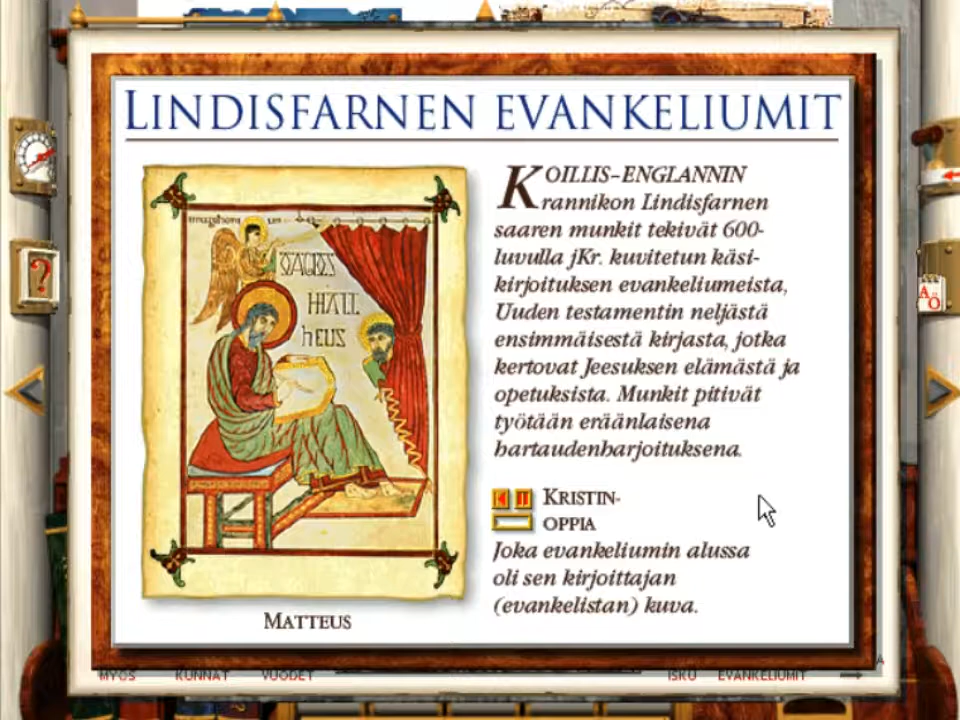 LINDISFARNEN EVANKELIUMIT
KOILLIS-ENGLANNIN
rannikon Lindisfarnen
saaren munkit tekivät 600-
luvulla jKr. kuvitetun käsi-
kirjoituksen evankeliumeista,
Uuden testamentin neljästä
ensimmäisestä kirjasta, jotka
kertovat Jeesuksen elämästä ja
opetuksista. Munkit pitivät
työtään eräänlaisena
hartaudenharjoituksena.
KRISTIN-
OPPIA
Joka evankeliumin alussa
oli sen kirjoittajan
(evankelistan) kuva.
MATTEUS
?
A Ö
MYÖS KUNNAT VUODET ISKU EVANKELIUMIT